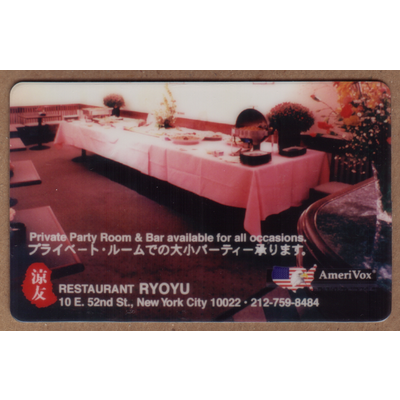 Private Party Room & Bar available for all occasions.
プライベート・ルームでの大小パーティー承ります。
AmeriVox®
涼友
RESTAURANT RYOYU
10 E. 52nd St., New York City 10022 · 212-759-8484